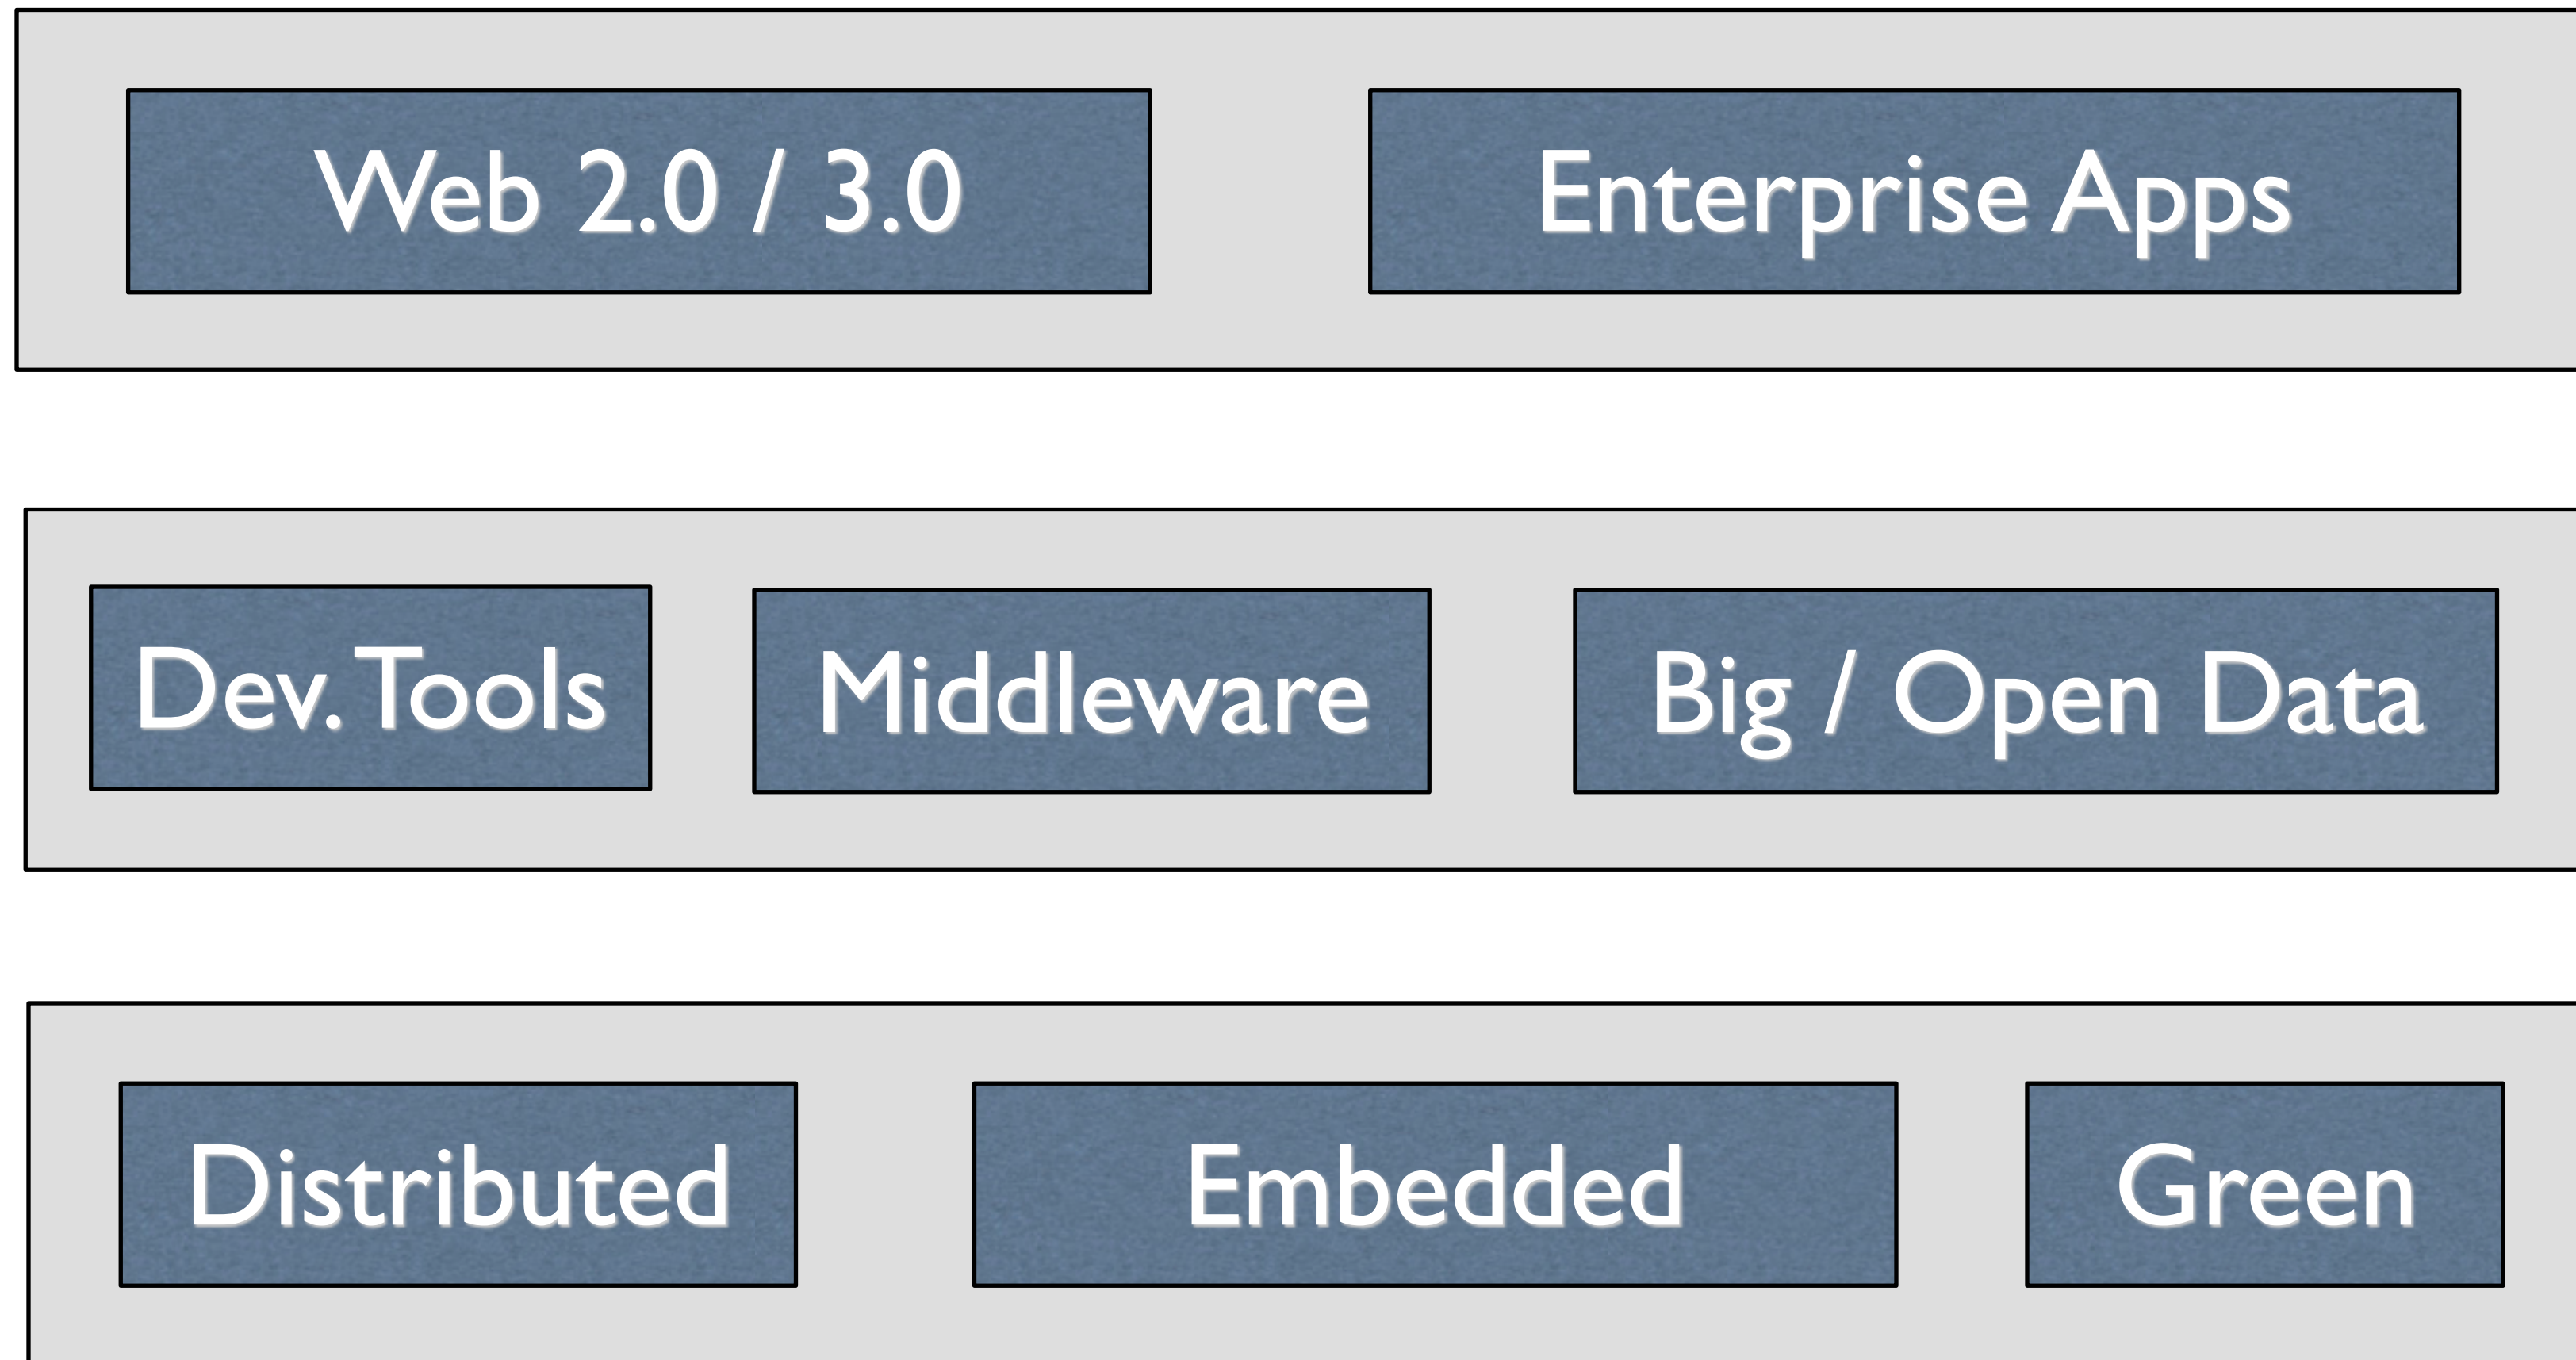 Web 2.0 / 3.0
Enterprise Apps
Dev. Tools
Middleware
Big / Open Data
Distributed
Embedded
Green